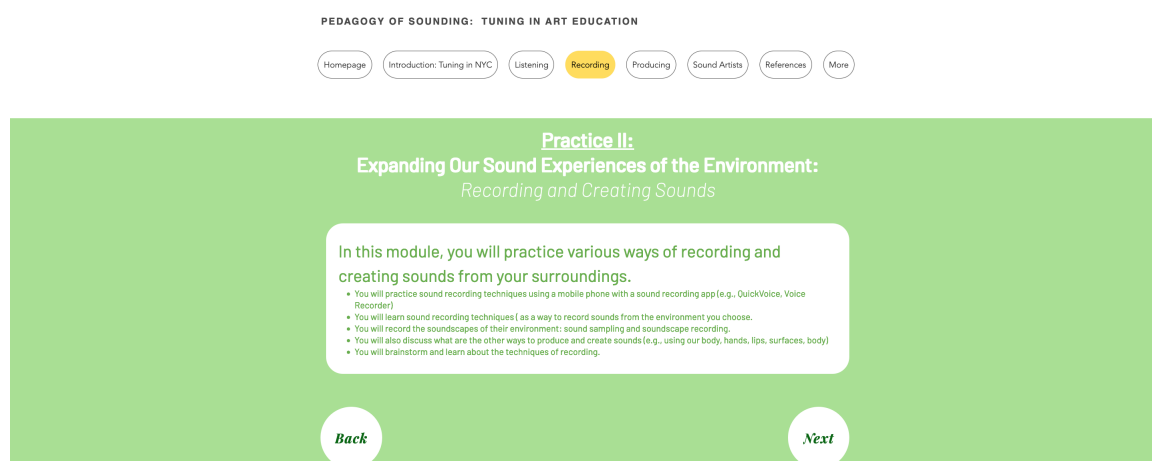 PEDAGOGY OF SOUNDING: TUNING IN ART EDUCATION
Homepage
Introduction: Tuning in NYC
Listening
Recording
Producing
Sound Artists
References
More
Practice II:
Expanding Our Sound Experiences of the Environment:
Recording and Creating Sounds
In this module, you will practice various ways of recording and
creating sounds from your surroundings.
• You will practice sound recording techniques using a mobile phone with a sound recording app (e.g., QuickVoice, Voice
Recorder)
• You will learn sound recording techniques ( as a way to record sounds from the environment you choose.
• You will record the soundscapes of their environment: sound sampling and soundscape recording.
• You will also discuss what are the other ways to produce and create sounds (e.g., using our body, hands, lips, surfaces, body)
• You will brainstorm and learn about the techniques of recording.
Back
Next